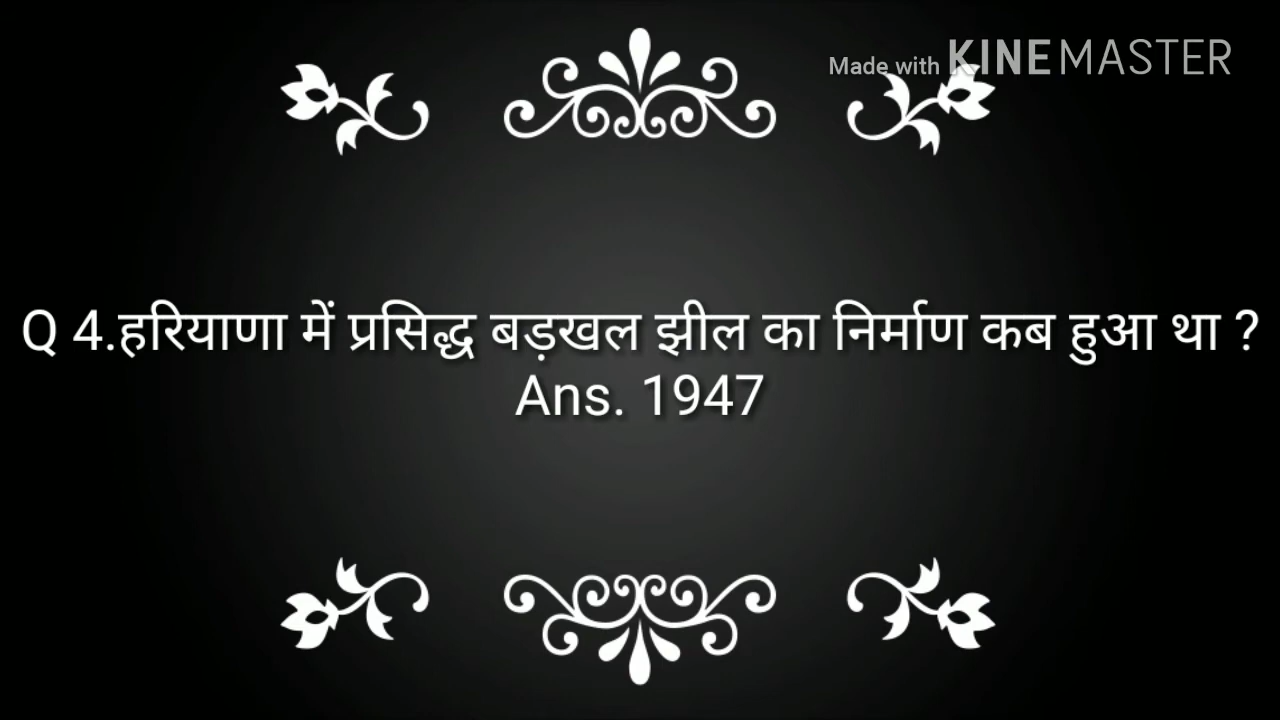 Made with KINEMASTER
Q 4.हरियाणा में प्रसिद्ध बड़खल झील का निर्माण कब हुआ था ?
Ans. 1947